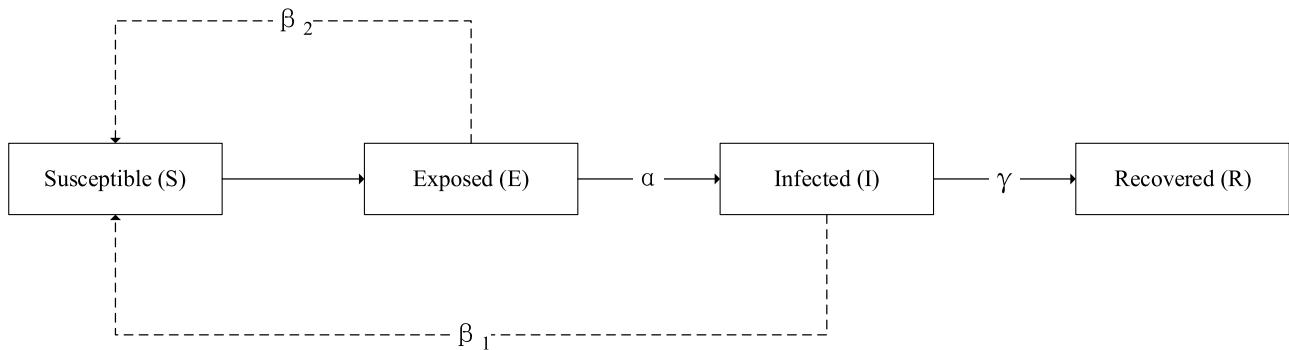 β 2
Susceptible (S)
Exposed (E)
α
Infected (I)
γ
Recovered (R)
β 1